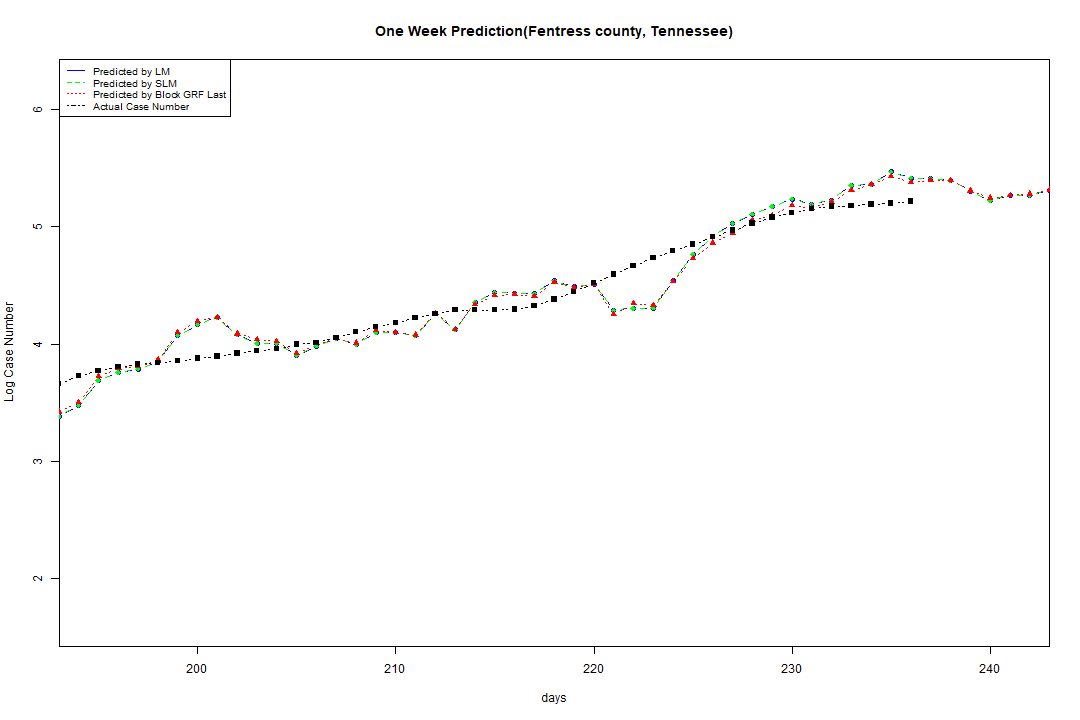 One Week Prediction(Fentress county, Tennessee)
Predicted by LM
Predicted by SLM
Predicted by Block GRF Last
Actual Case Number
6
5
4
3
2
Log Case Number
200 210 220 230 240
days